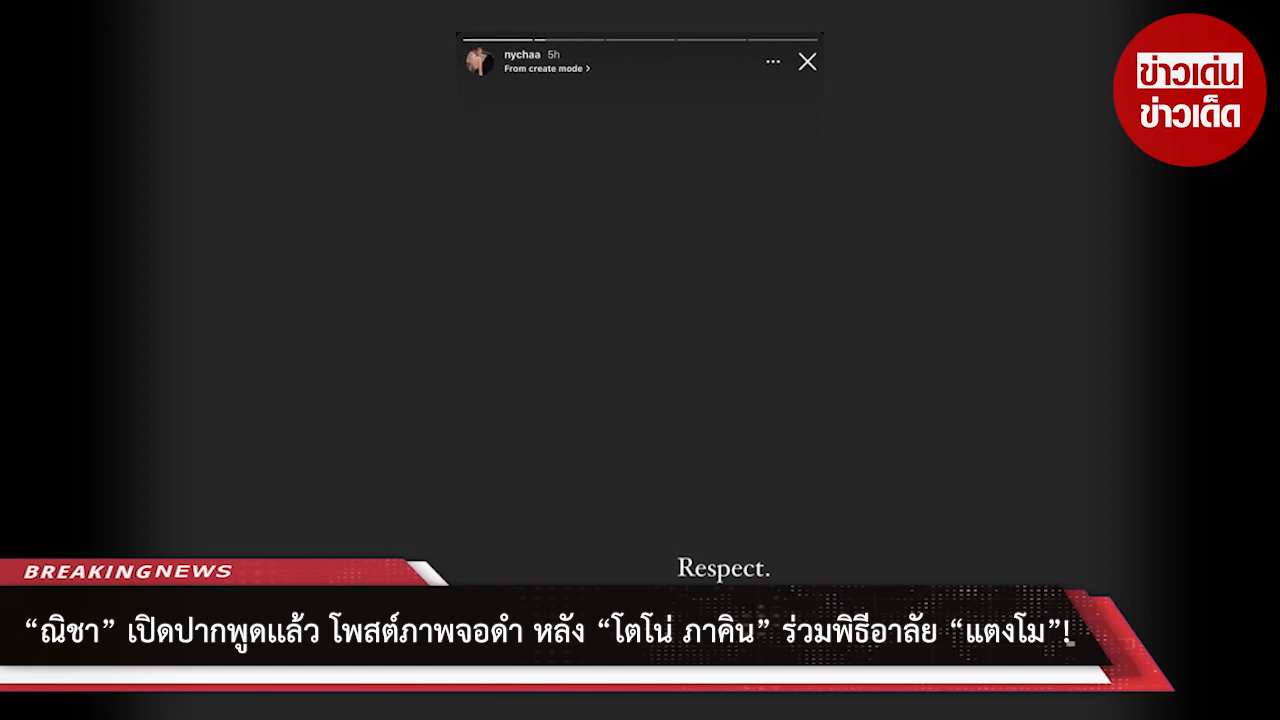 nychaa 5h
From create mode >
ข่าวเด่น
ข่าวเด็ด
Respect.
BREAKINGNEWS
“ณิชา” เปิดปากพูดแล้ว โพสต์ภาพจอดำ หลัง “โตโน่ ภาคิน” ร่วมพิธีอาลัย “แตงโม”!